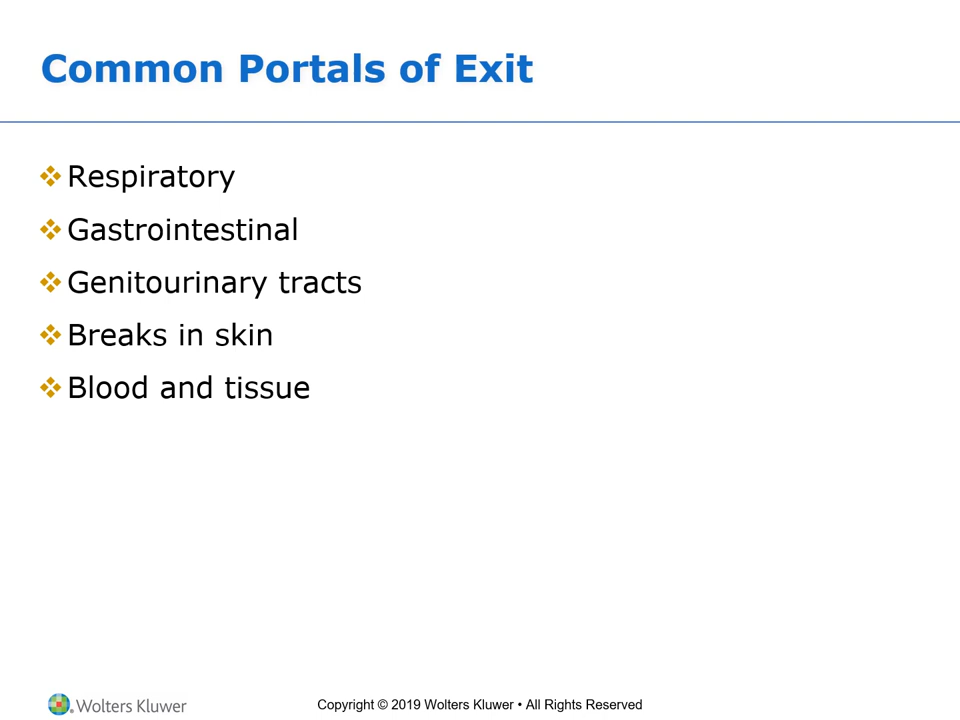 Common Portals of Exit
Respiratory
Gastrointestinal
Genitourinary tracts
Breaks in skin
Blood and tissue
Wolters Kluwer
Copyright © 2019 Wolters Kluwer • All Rights Reserved